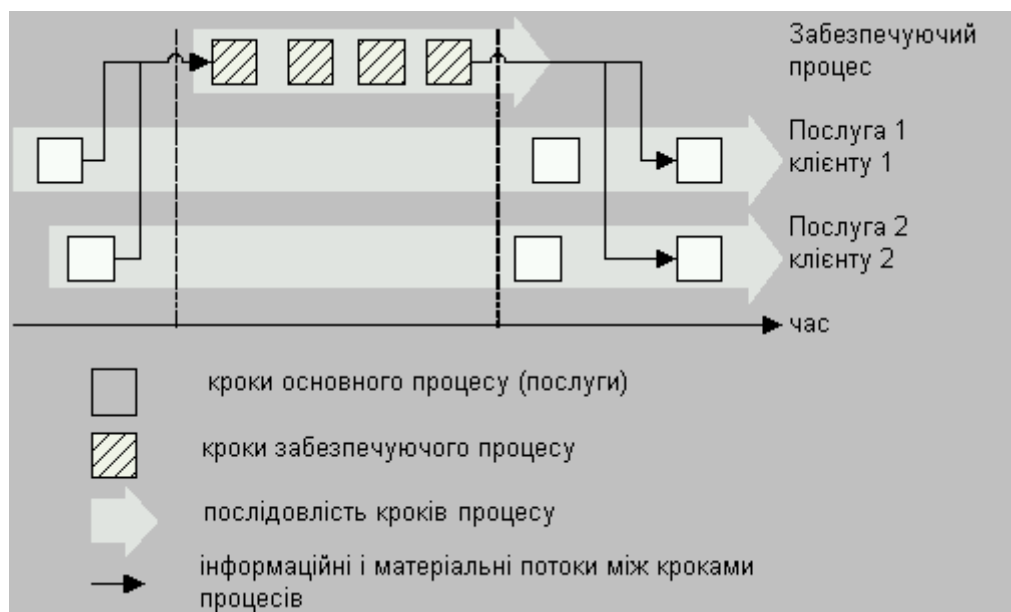 Забезпечуючий
процес
Послуга 1
клієнту 1
Послуга 2
клієнту 2
час
кроки основного процесу (послуги)
кроки забезпечуючого процесу
послідовлість кроків процесу
інформаційні і матеріальні потоки між кроками
процесів